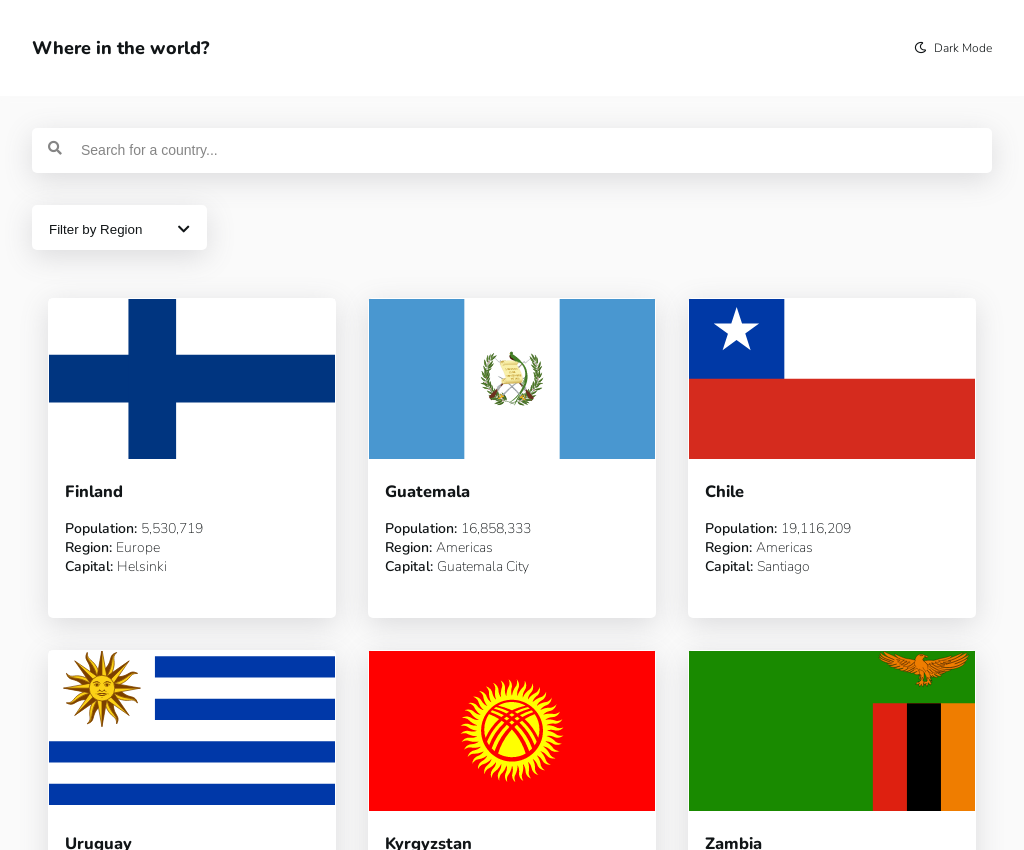 Where in the world?
Dark Mode
Search for a country...
Filter by Region
Finland
Population: 5,530,719
Region: Europe
Capital: Helsinki
Guatemala
Population: 16,858,333
Region: Americas
Capital: Guatemala City
Chile
Population: 19,116,209
Region: Americas
Capital: Santiago
Uruguay
Kyrgyzstan
Zambia